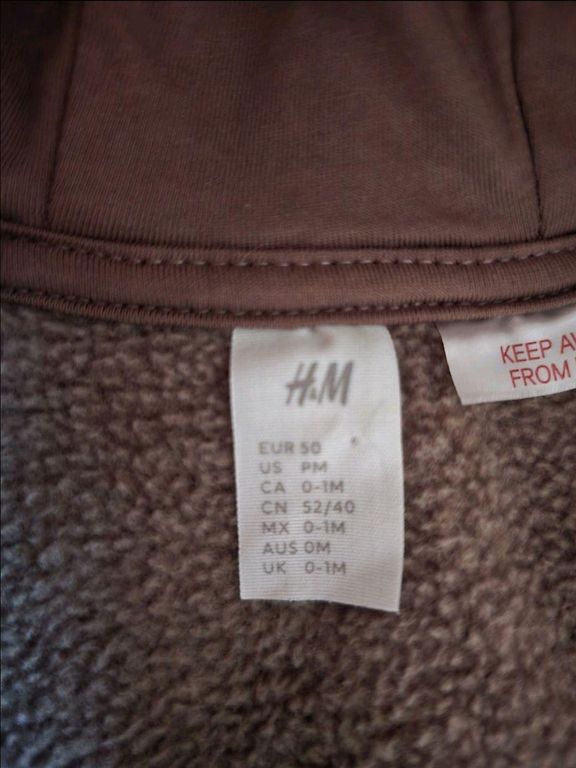 H&M
EUR 50
US PM
CA 0-1M
CN 52/40
MX 0-1M
AUS 0M
UK 0-1M
KEEP
FROM